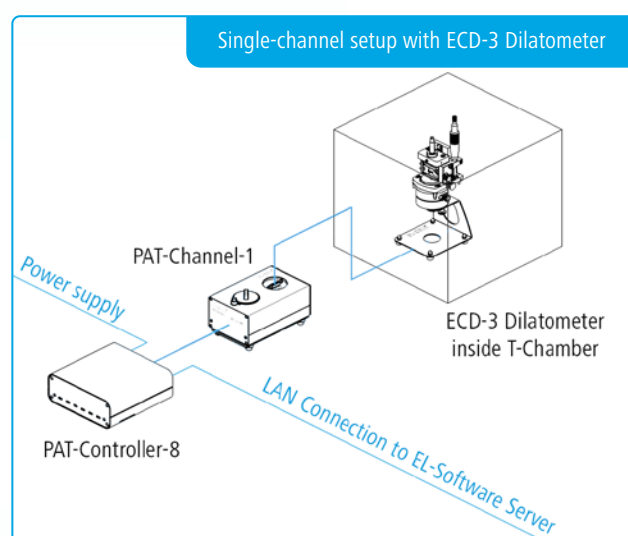 Single-channel setup with ECD-3 Dilatometer
PAT-Channel-1
Power supply
ECD-3 Dilatometer
inside T-Chamber
PAT-Controller-8
LAN Connection to EL-Software Server